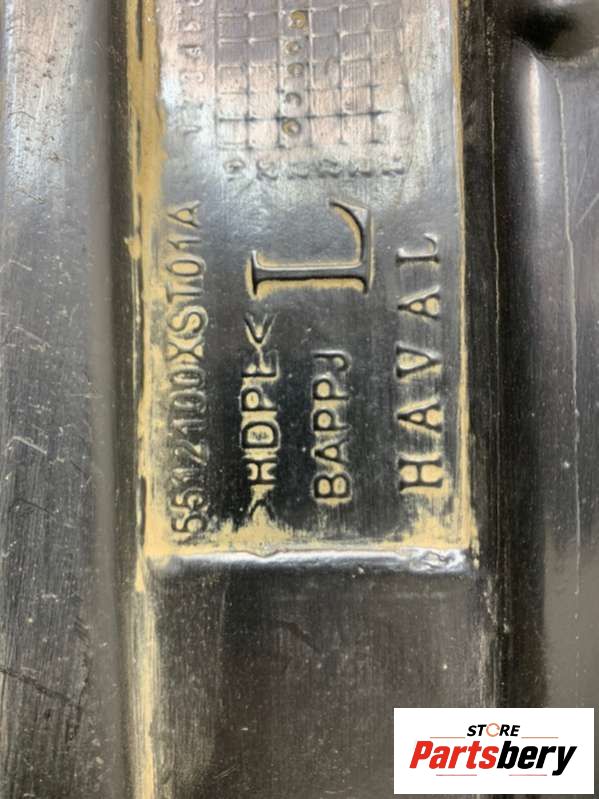 5512100XST01A
>HDPE<
L
BAPPJ
HAVAL
STORE
Partsbery